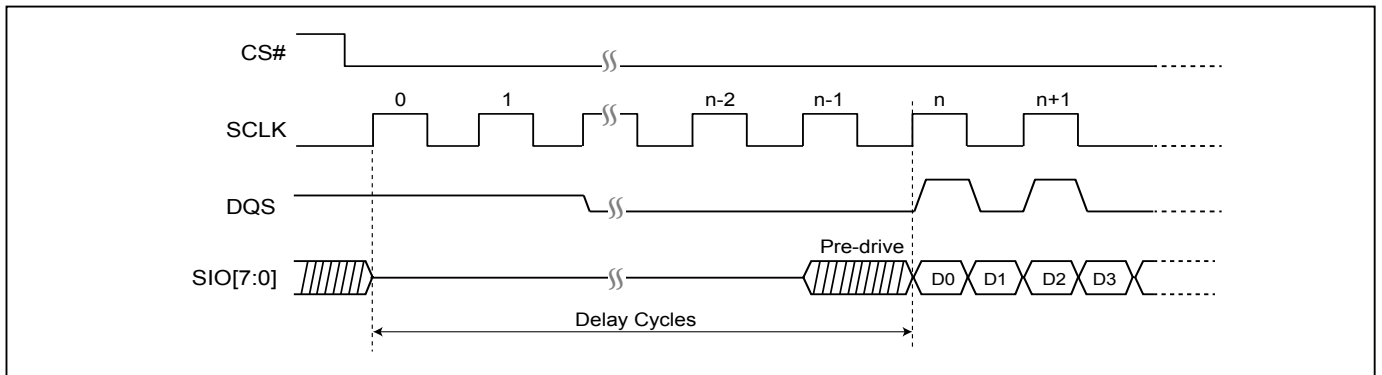 CS#
0 1 n-2 n-1 n n+1
SCLK
DQS
Pre-drive
SIO[7:0] D0 D1 D2 D3
Delay Cycles